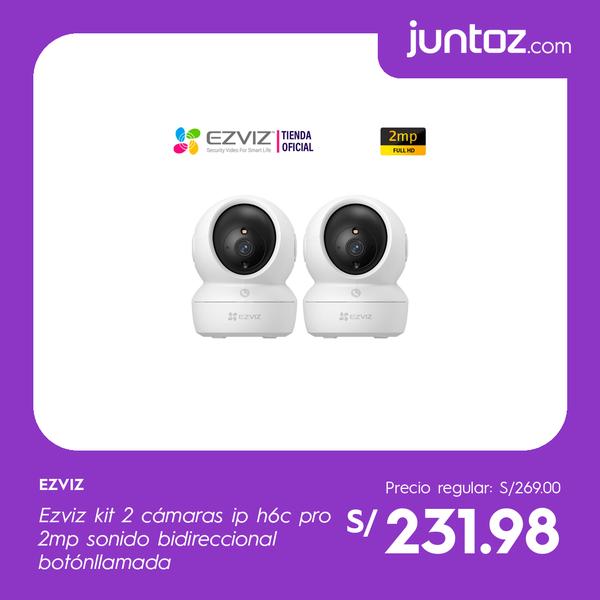 juntoz.com
EZVIZ TIENDA
Security Video For Smart Life OFICIAL
2mp
FULL HD
EZVIZ EZVIZ
EZVIZ
Precio regular: S/269.00
Ezviz kit 2 cámaras ip h6c pro
2mp sonido bidireccional
botónllamada
S/ 231.98